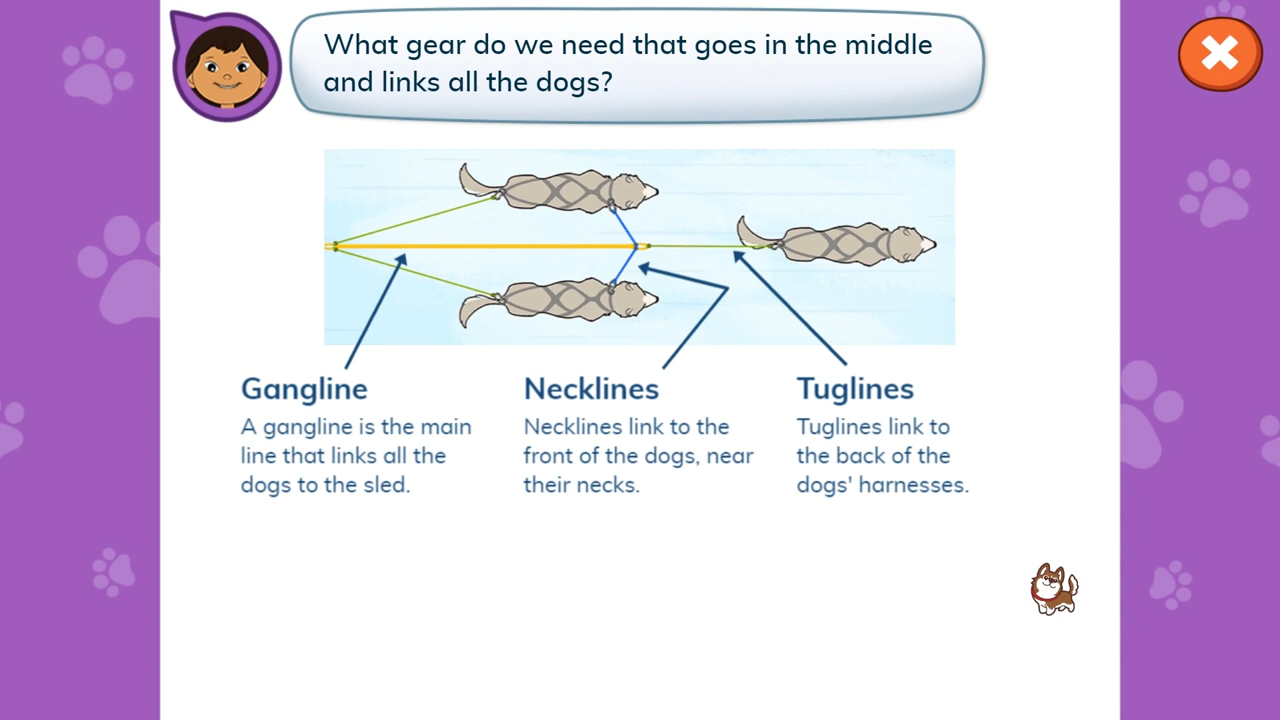 What gear do we need that goes in the middle
and links all the dogs?
Gangline
A gangline is the main
line that links all the
dogs to the sled.
Necklines
Necklines link to the
front of the dogs, near
their necks.
Tuglines
Tuglines link to
the back of the
dogs' harnesses.